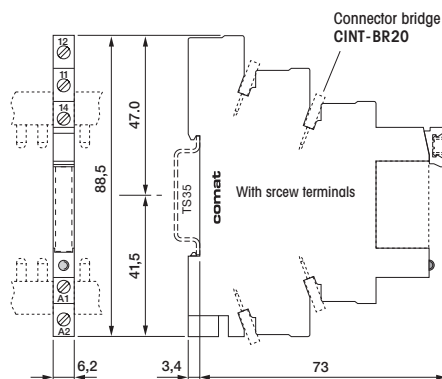 Connector bridge
CINT-BR20
12
11
14
47.0
88,5
TS35
comat
With srcew terminals
41,5
A1
A2
6,2
3,4
73